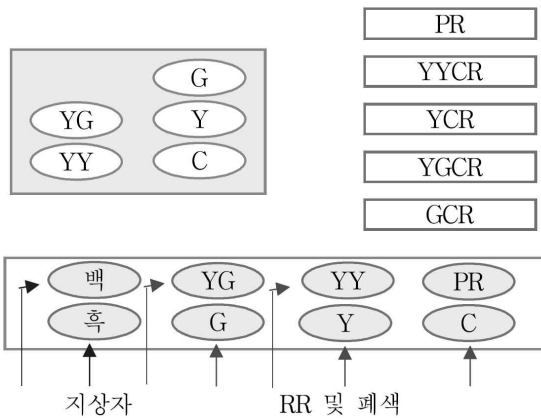 PR
G
YYCR
YG Y
YCR
YY C
YGCR
GCR
백 YG YY PR
흑 G Y C
지상자 RR 및 폐색